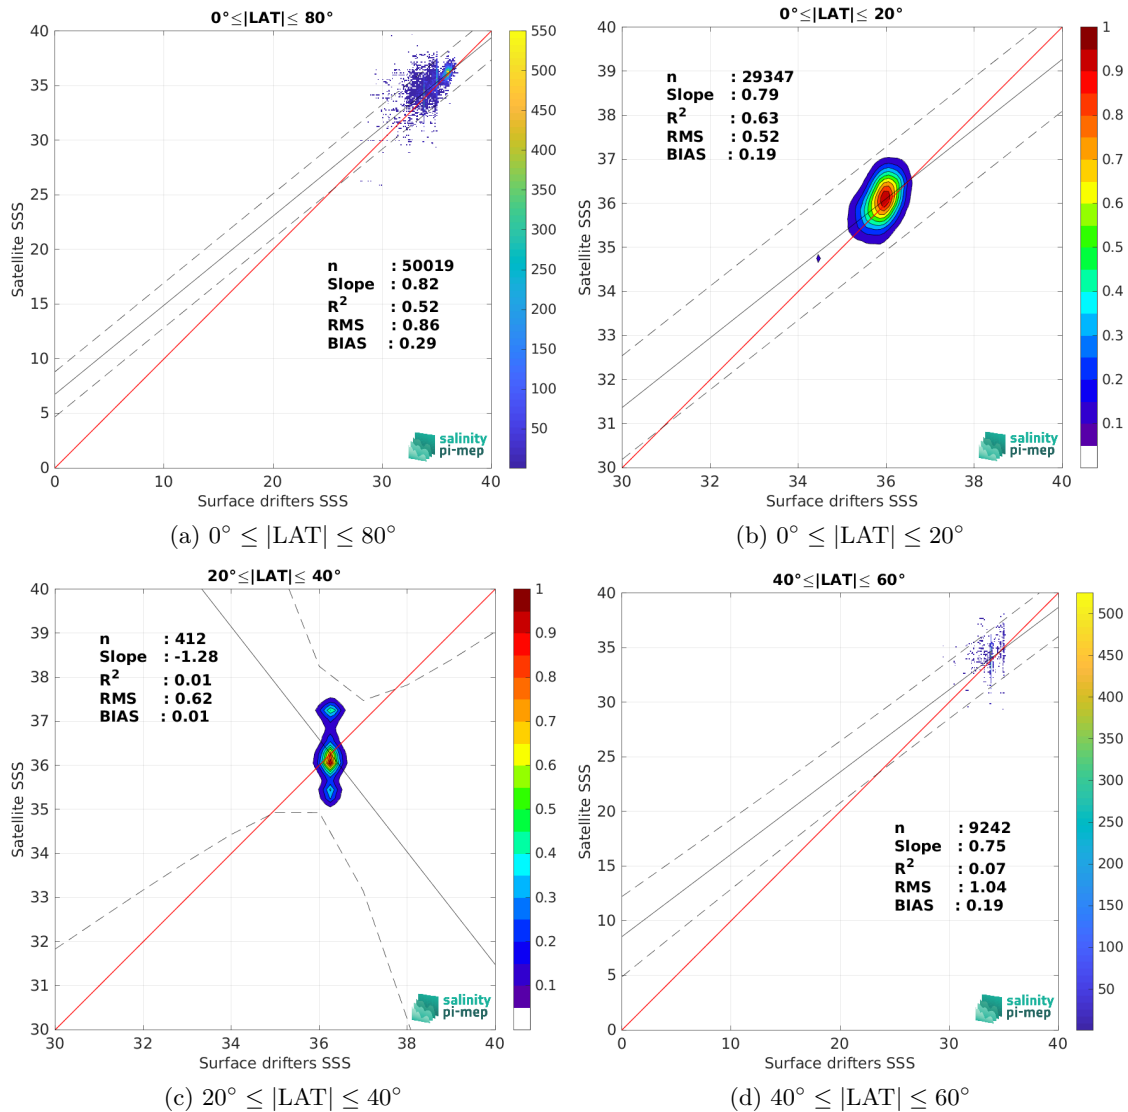 0°≤|LAT|≤ 80°
40
35
30
25
20
15
10
5
0
0
10
20
30
40
Satellite SSS
Surface drifters SSS
n : 50019
Slope : 0.82
R2 : 0.52
RMS : 0.86
BIAS : 0.29
550
500
450
400
350
300
250
200
150
100
50
salinity
pi-mep
(a) 0° ≤ |LAT| ≤ 80°
0°≤|LAT|≤ 20°
40
39
38
37
36
35
34
33
32
31
30
30
32
34
36
38
40
Satellite SSS
Surface drifters SSS
n : 29347
Slope : 0.79
R2 : 0.63
RMS : 0.52
BIAS : 0.19
1
0.9
0.8
0.7
0.6
0.5
0.4
0.3
0.2
0.1
salinity
pi-mep
(b) 0° ≤ |LAT| ≤ 20°
20°≤|LAT|≤ 40°
40
39
38
37
36
35
34
33
32
31
30
30
32
34
36
38
40
Satellite SSS
Surface drifters SSS
n : 412
Slope : -1.28
R2 : 0.01
RMS : 0.62
BIAS : 0.01
1
0.9
0.8
0.7
0.6
0.5
0.4
0.3
0.2
0.1
salinity
pi-mep
(c) 20° ≤ |LAT| ≤ 40°
40°≤|LAT|≤ 60°
40
35
30
25
20
15
10
5
0
0
10
20
30
40
Satellite SSS
Surface drifters SSS
n : 9242
Slope : 0.75
R2 : 0.07
RMS : 1.04
BIAS : 0.19
500
450
400
350
300
250
200
150
100
50
salinity
pi-mep
(d) 40° ≤ |LAT| ≤ 60°